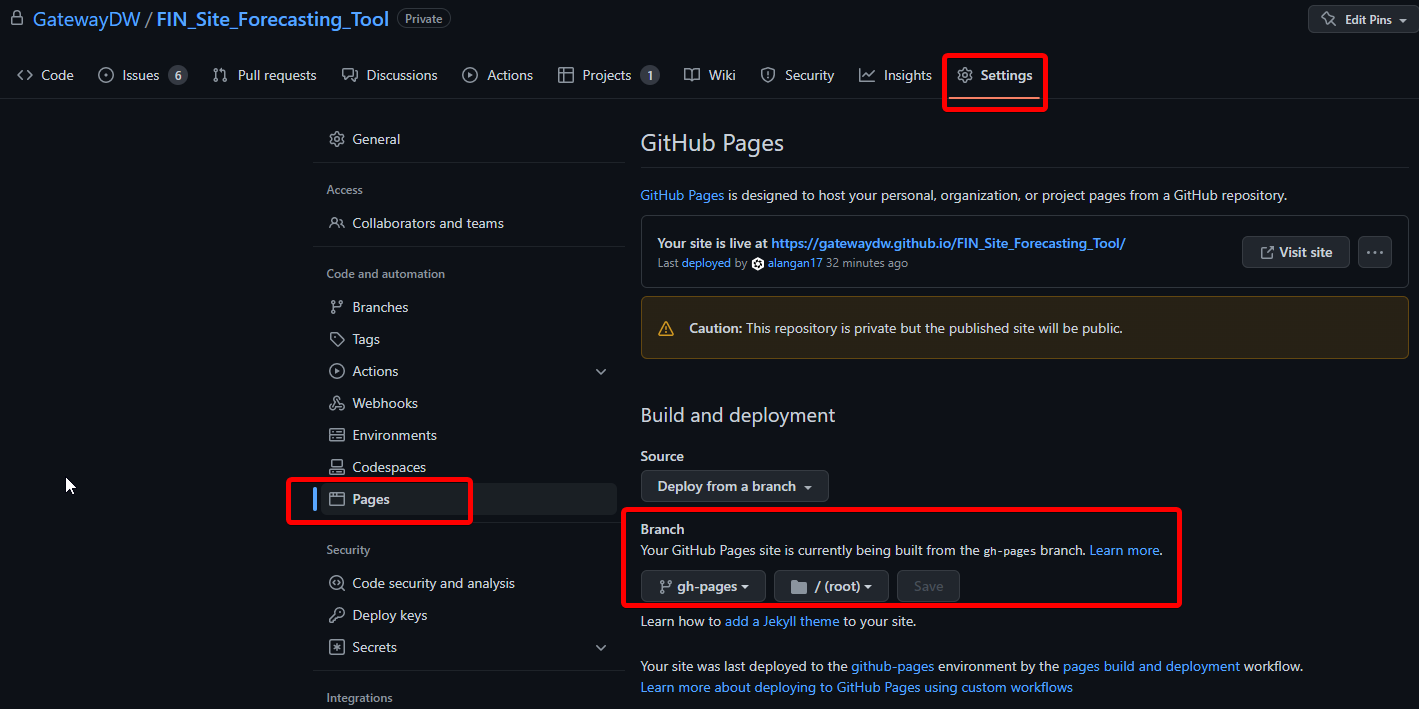 GatewayDW / FIN_Site_Forecasting_Tool Private
Edit Pins
Code Issues 6 Pull requests Discussions Actions Projects 1 Wiki Security Insights Settings
General
Access
Collaborators and teams
Code and automation
Branches
Tags
Actions
Webhooks
Environments
Codespaces
Pages
Security
Code security and analysis
Deploy keys
Secrets
Integrations
GitHub Pages
GitHub Pages is designed to host your personal, organization, or project pages from a GitHub repository.
Your site is live at https://gatewaydw.github.io/FIN_Site_Forecasting_Tool/
Last deployed by alangan17 32 minutes ago
Visit site
Caution: This repository is private but the published site will be public.
Build and deployment
Source
Deploy from a branch
Branch
Your GitHub Pages site is currently being built from the gh-pages branch. Learn more.
gh-pages / (root) Save
Learn how to add a Jekyll theme to your site.
Your site was last deployed to the github-pages environment by the pages build and deployment workflow.
Learn more about deploying to GitHub Pages using custom workflows